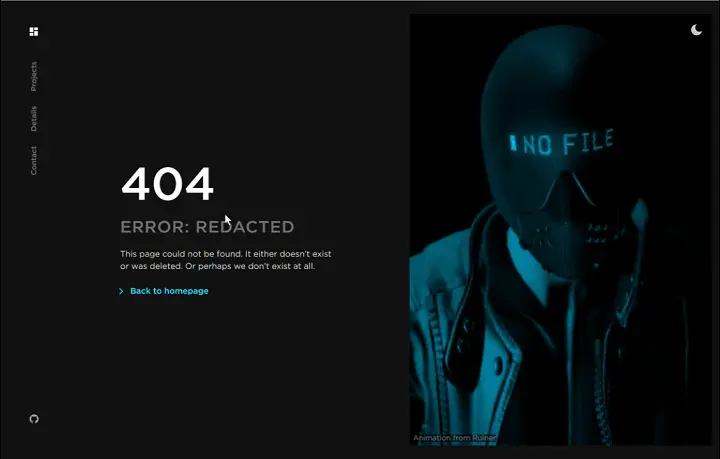 Projects
Details
Contact
404
ERROR: REDACTED
This page could not be found. It either doesn't exist
or was deleted. Or perhaps we don't exist at all.
Back to homepage
NO FILE
Animation from Ruiner